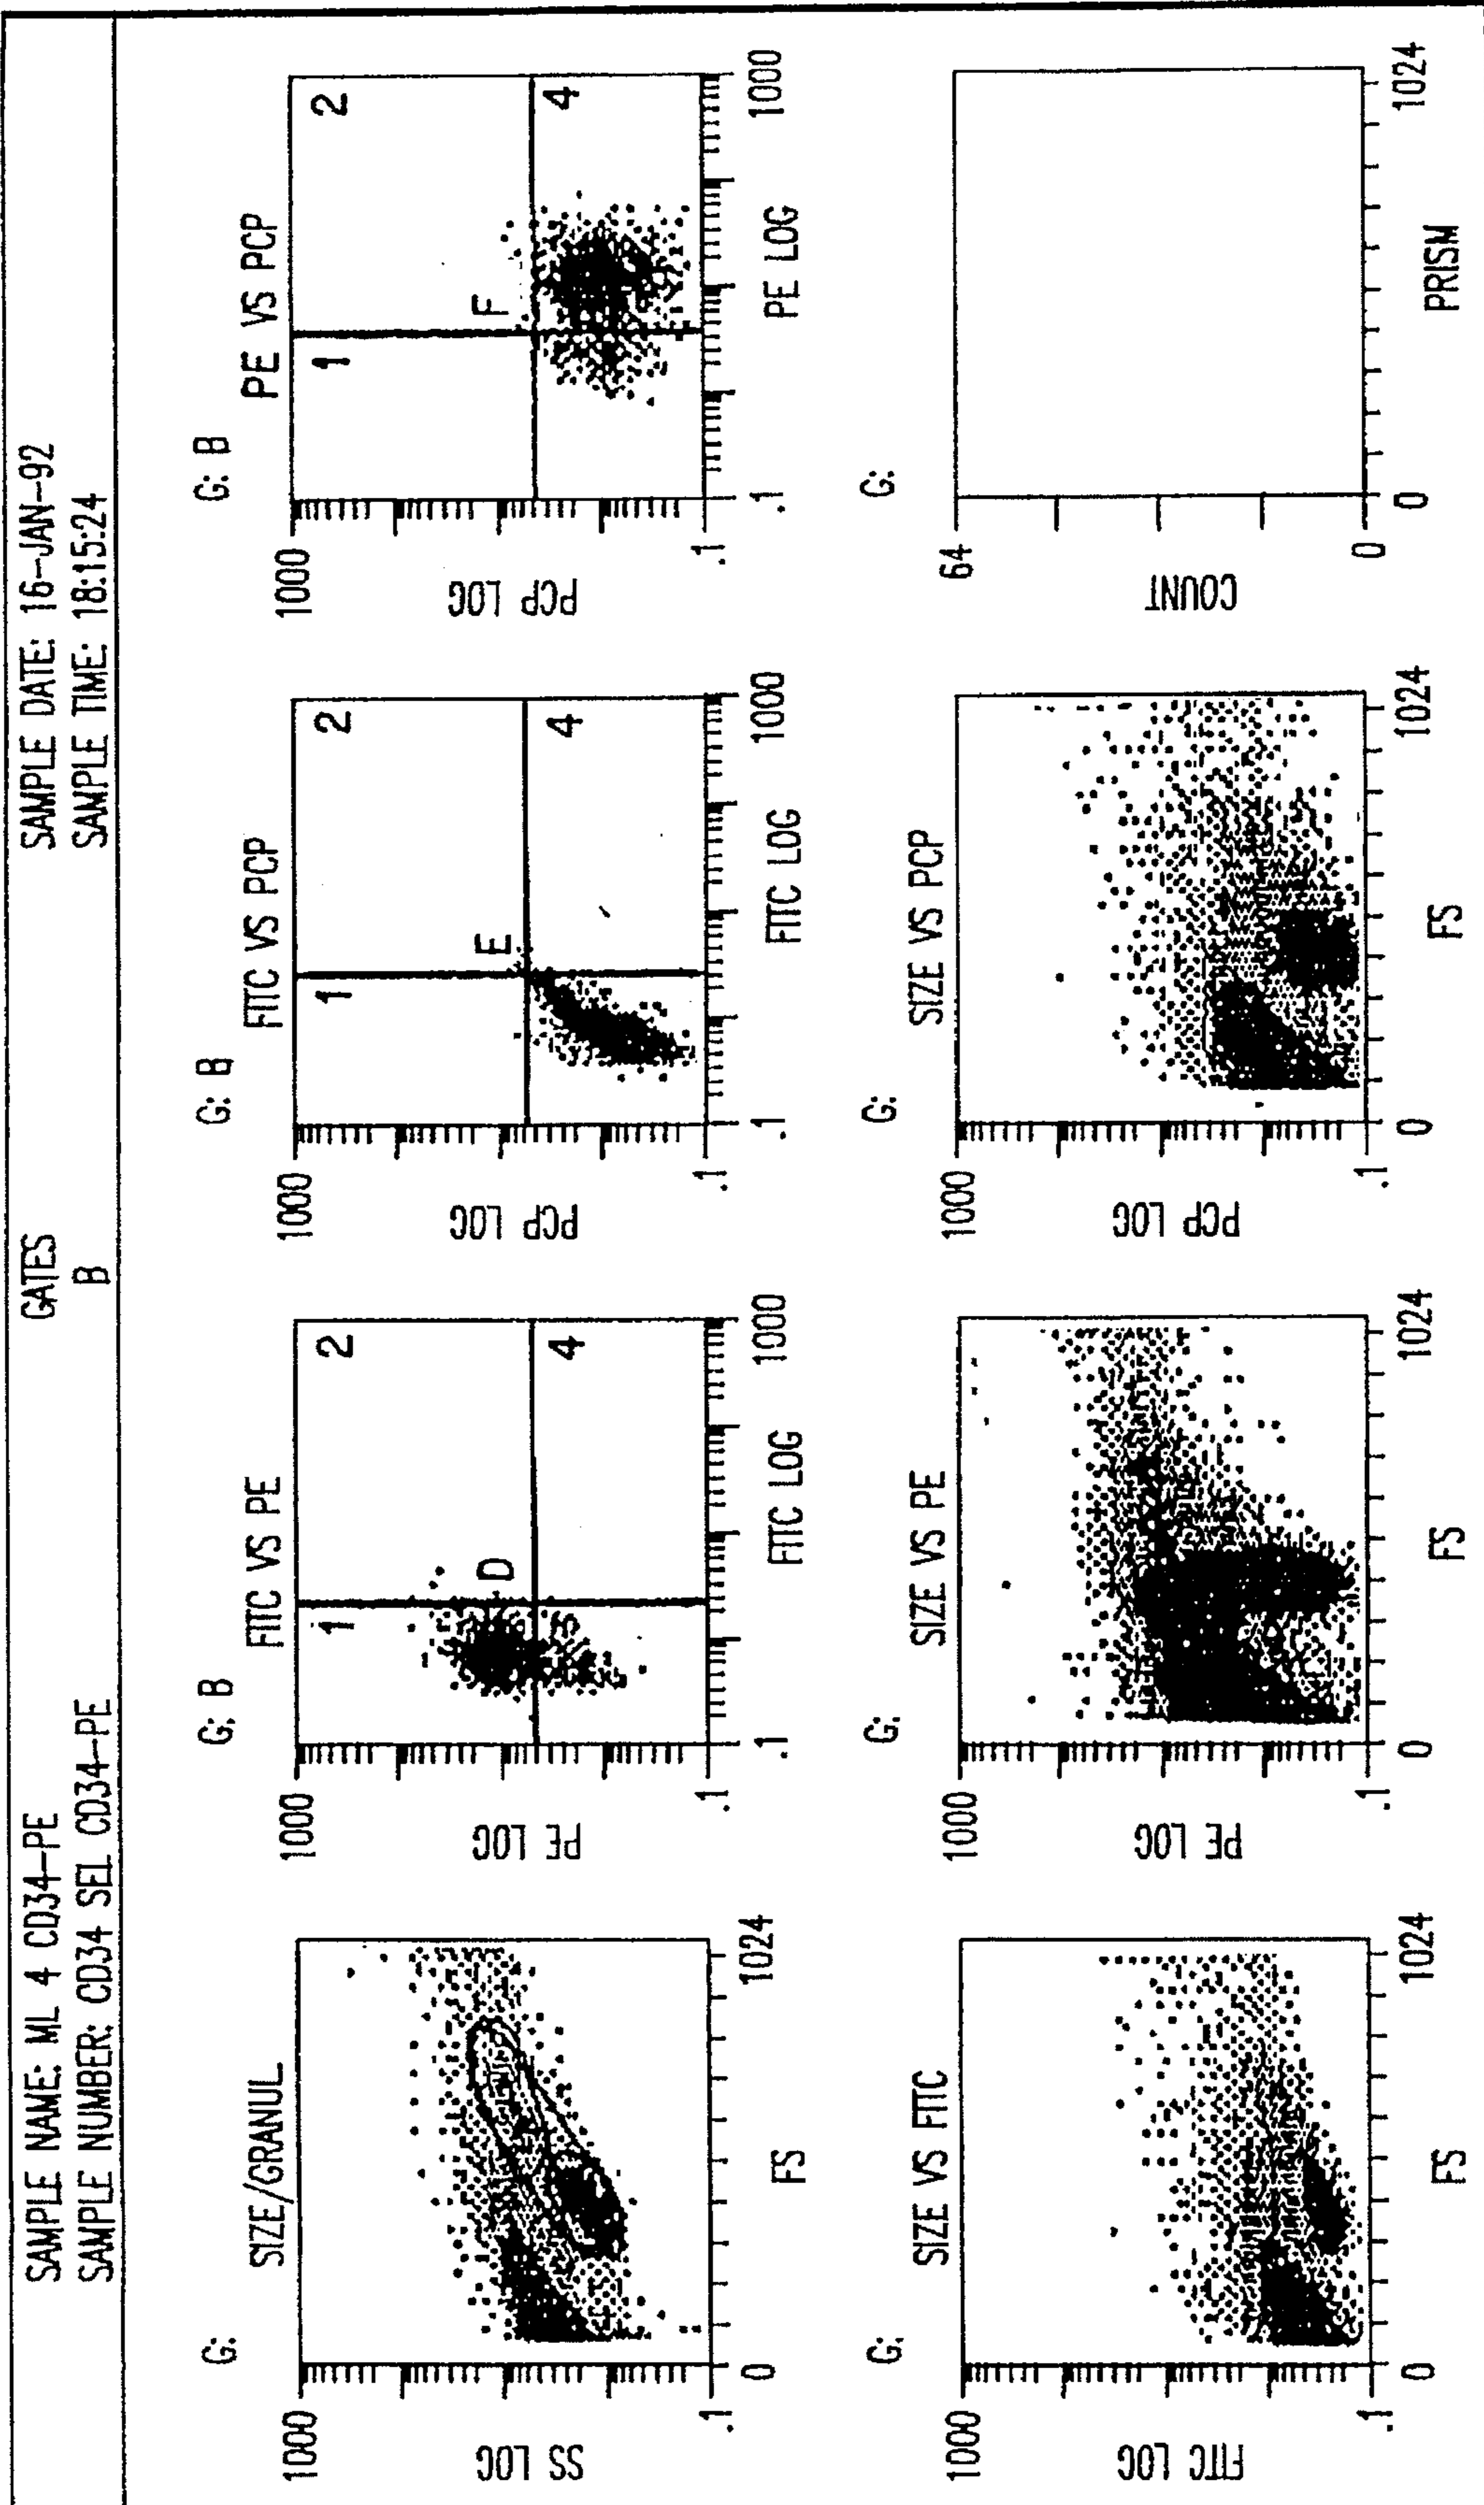 SAMPLE NAME: ML 4 CD34-PE
GATES
SAMPLE DATE: 16-JAN-92
SAMPLE NUMBER: CD34 SEL CD34-PE
B
SAMPLE TIME: 18:15:24
G:
SIZE/GRANUL
1000
SS LOG
.1
0
1024
FS
G: B
FITC VS PE
1000
PE LOG
.1
1
2
D
4
.1
1000
FITC LOG
G: B
FITC VS PCP
1000
PCP LOG
.1
1
2
E
4
.1
1000
FITC LOG
G: B
PE VS PCP
1000
PCP LOG
.1
1
2
F
4
.1
1000
PE LOG
G:
SIZE VS FITC
1000
FITC LOG
.1
0
1024
FS
G:
SIZE VS PE
1000
PE LOG
.1
0
1024
FS
G:
SIZE VS PCP
1000
PCP LOG
.1
0
1024
FS
G:
64
COUNT
0
0
1024
PRISM